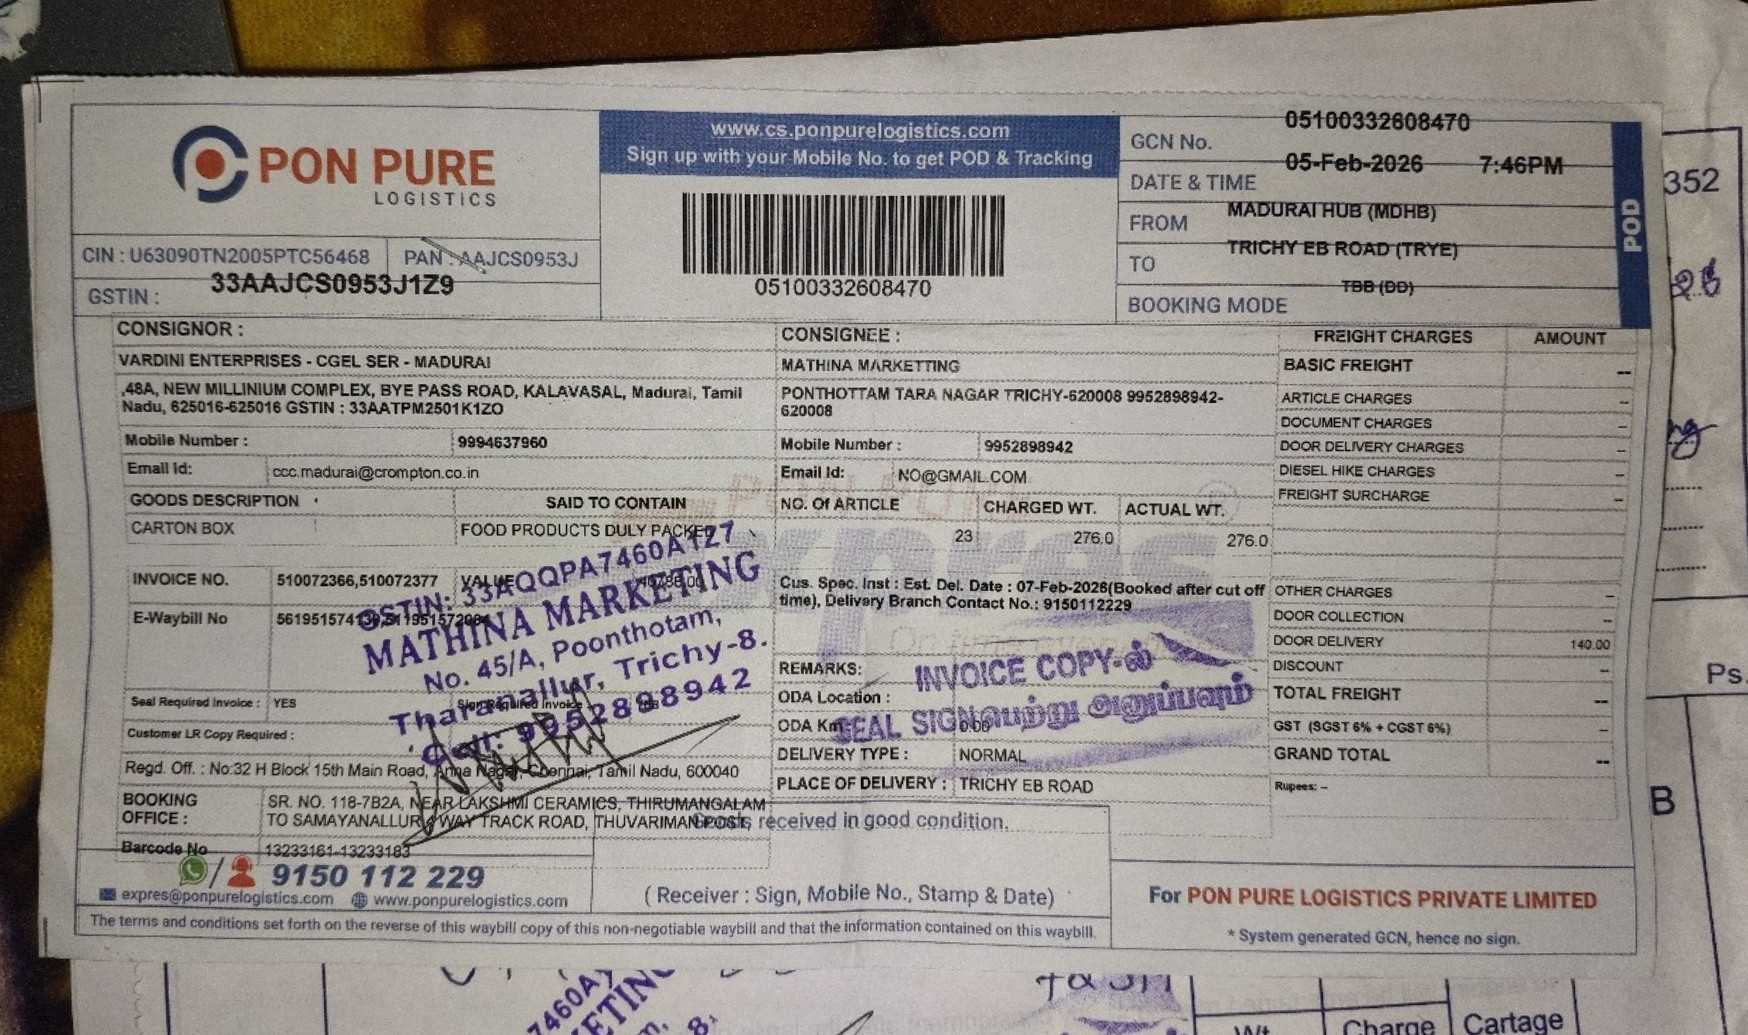 PON PURE
LOGISTICS
CIN : U63090TN2005PTC56468
PAN : AAJCS0953J
GSTIN : 33AAJCS0953J1Z9
www.cs.ponpurelogistics.com
Sign up with your Mobile No. to get POD & Tracking
05100332608470
GCN No. 05100332608470
DATE & TIME 05-Feb-2026 7:46PM
FROM MADURAI HUB (MDHB)
TO TRICHY EB ROAD (TRYE)
BOOKING MODE TBB (DD)
POD
CONSIGNOR :
VARDINI ENTERPRISES - CGEL SER - MADURAI
,48A, NEW MILLINIUM COMPLEX, BYE PASS ROAD, KALAVASAL, Madurai, Tamil
Nadu, 625016-625016 GSTIN : 33AATPM2501K1ZO
Mobile Number : 9994637960
Email Id: ccc.madurai@crompton.co.in
CONSIGNEE :
MATHINA MARKETTING
PONTHOTTAM TARA NAGAR TRICHY-620008 9952898942-
620008
Mobile Number : 9952898942
Email Id: NO@GMAIL.COM
GOODS DESCRIPTION SAID TO CONTAIN NO. Of ARTICLE CHARGED WT. ACTUAL WT.
CARTON BOX FOOD PRODUCTS DULY PACKED 23 276.0 276.0
INVOICE NO. 510072366,510072377 VALUE
E-Waybill No
Cus. Spec. Inst : Est. Del. Date : 07-Feb-2026(Booked after cut off
time), Delivery Branch Contact No.: 9150112229
Seal Required Invoice : YES
Sign Required Invoice
Customer LR Copy Required :
REMARKS:
ODA Location :
ODA Km 0.00
DELIVERY TYPE : NORMAL
PLACE OF DELIVERY : TRICHY EB ROAD
Regd. Off. : No:32 H Block 15th Main Road, Anna Nagar, Chennai, Tamil Nadu, 600040
BOOKING OFFICE :
SR. NO. 118-7B2A, NEAR LAKSHMI CERAMICS, THIRUMANGALAM
TO SAMAYANALLUR 4 WAY TRACK ROAD, THUVARIMAN POST,
Barcode No 13233161-13233183
GSTIN: 33AQQPA7460A1Z7
MATHINA MARKETING
No. 45/A, Poonthotam,
Tharanallur, Trichy-8.
Cell: 9952898942
INVOICE COPY-ல்
SEAL SIGN பெற்று அனுப்பவும்
FREIGHT CHARGES AMOUNT
BASIC FREIGHT --
ARTICLE CHARGES --
DOCUMENT CHARGES --
DOOR DELIVERY CHARGES --
DIESEL HIKE CHARGES --
FREIGHT SURCHARGE --
OTHER CHARGES --
DOOR COLLECTION --
DOOR DELIVERY 140.00
DISCOUNT --
TOTAL FREIGHT --
GST (SGST 6% + CGST 6%) --
GRAND TOTAL --
Rupees: --
received in good condition.
( Receiver : Sign, Mobile No., Stamp & Date)
/ 9150 112 229
expres@ponpurelogistics.com www.ponpurelogistics.com
For PON PURE LOGISTICS PRIVATE LIMITED
* System generated GCN, hence no sign.
The terms and conditions set forth on the reverse of this waybill copy of this non-negotiable waybill and that the information contained on this waybill.
352
Ps.
B
7460A
ETING
8.
Wt
Charge
Cartage